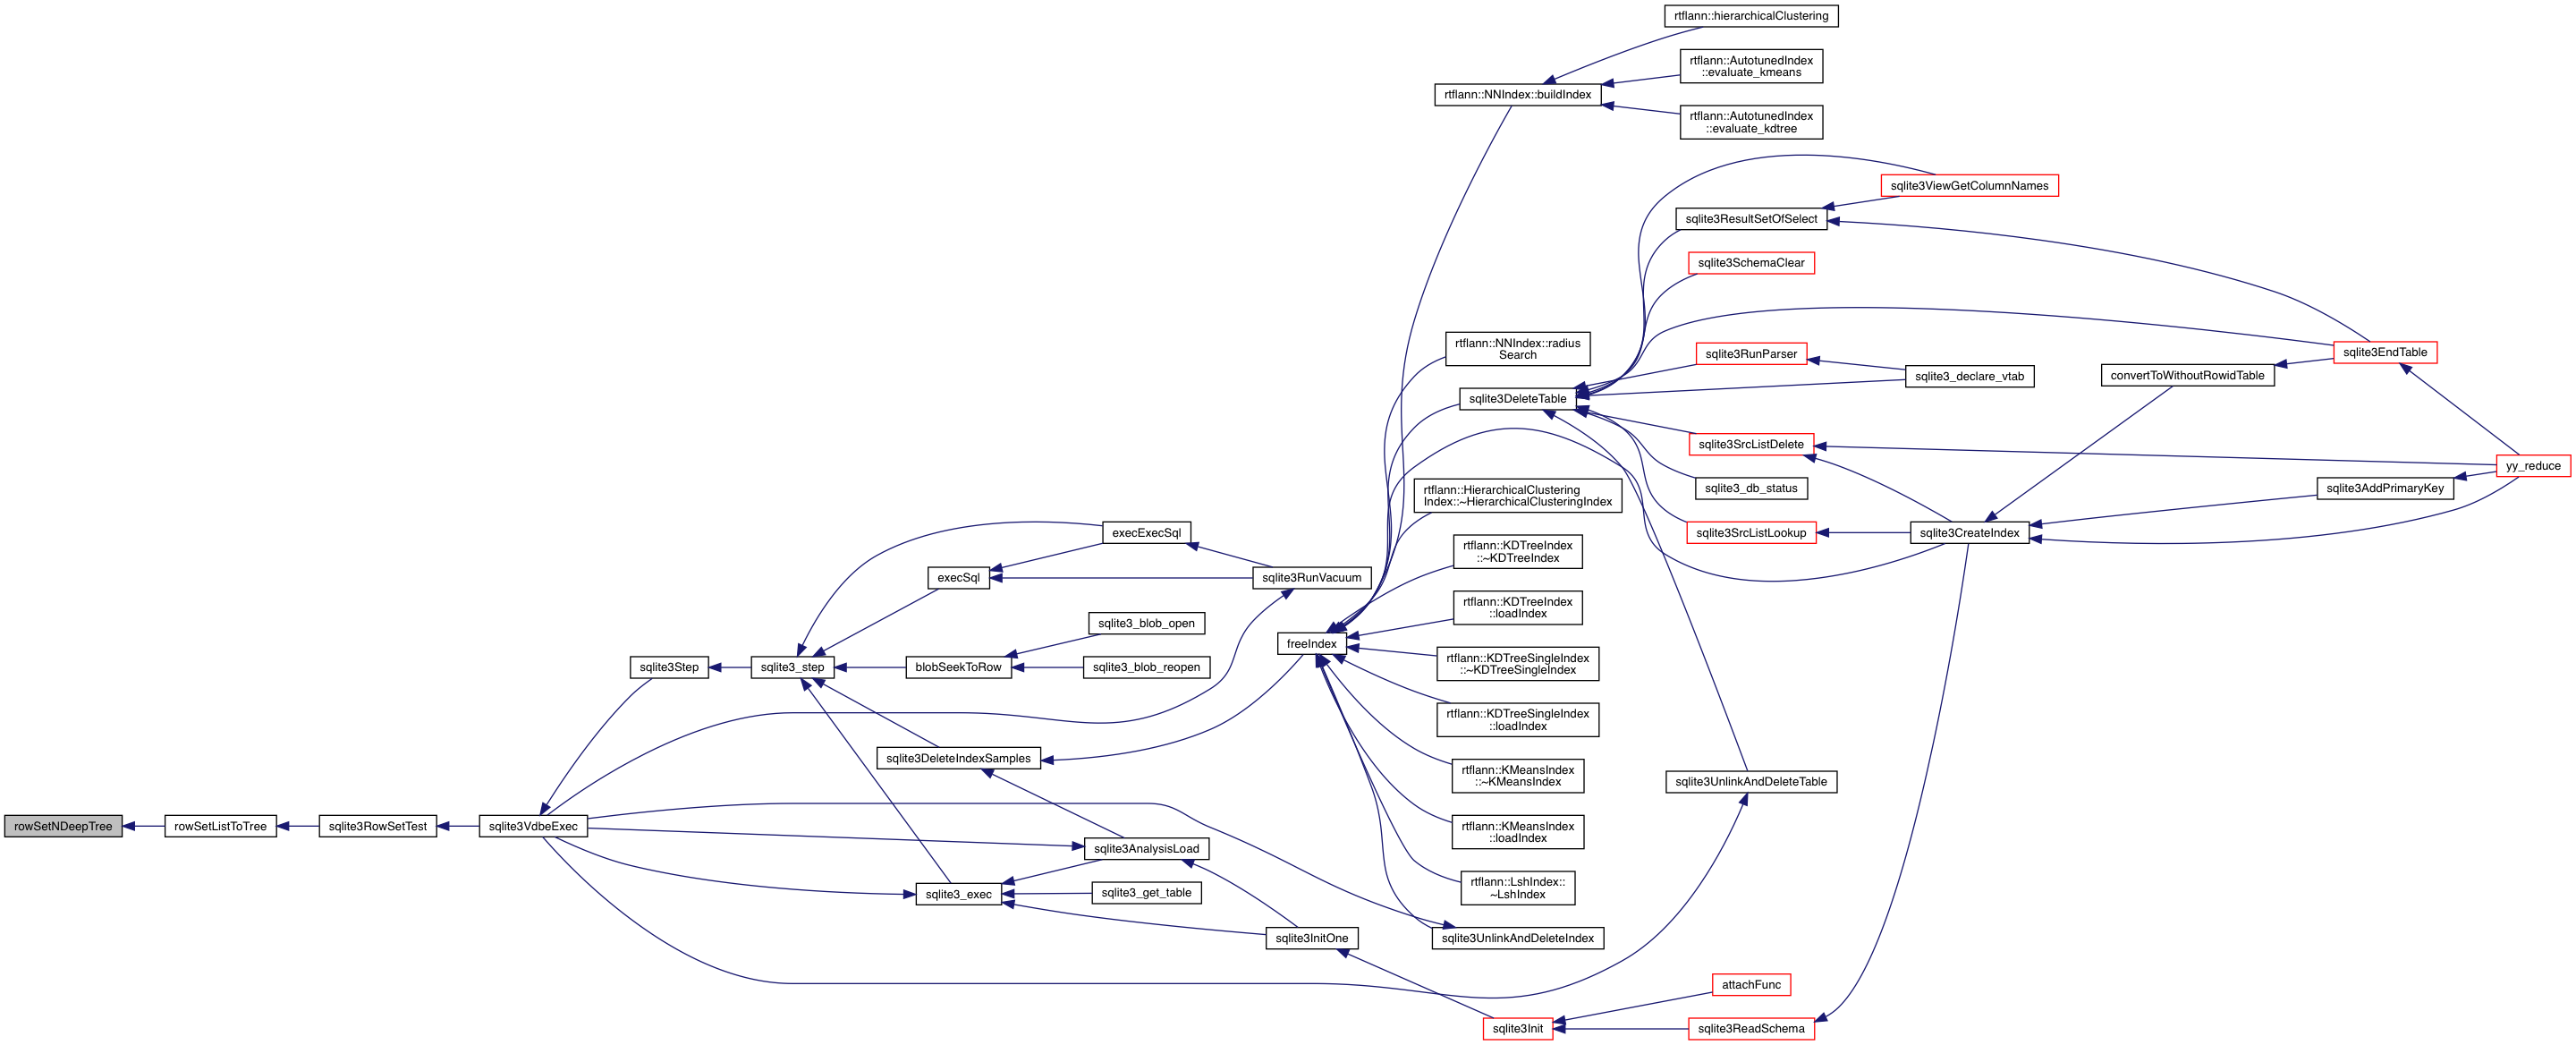 rtflann::hierarchicalClustering
rtflann::AutotunedIndex
::evaluate_kmeans
rtflann::NNIndex::buildIndex
rtflann::AutotunedIndex
::evaluate_kdtree
sqlite3ViewGetColumnNames
sqlite3ResultSetOfSelect
sqlite3SchemaClear
rtflann::NNIndex::radius
Search
sqlite3RunParser
sqlite3EndTable
sqlite3_declare_vtab
convertToWithoutRowidTable
sqlite3DeleteTable
sqlite3SrcListDelete
yy_reduce
sqlite3_db_status
sqlite3AddPrimaryKey
rtflann::HierarchicalClustering
Index::~HierarchicalClusteringIndex
sqlite3SrcListLookup
sqlite3CreateIndex
execExecSql
rtflann::KDTreeIndex
::~KDTreeIndex
execSql
sqlite3RunVacuum
rtflann::KDTreeIndex
::loadIndex
sqlite3_blob_open
freeIndex
sqlite3Step
sqlite3_step
blobSeekToRow
sqlite3_blob_reopen
rtflann::KDTreeSingleIndex
::~KDTreeSingleIndex
rtflann::KDTreeSingleIndex
::loadIndex
sqlite3DeleteIndexSamples
rtflann::KMeansIndex
::~KMeansIndex
sqlite3UnlinkAndDeleteTable
rowSetNDeepTree
rowSetListToTree
sqlite3RowSetTest
sqlite3VdbeExec
rtflann::KMeansIndex
::loadIndex
sqlite3AnalysisLoad
sqlite3_exec
sqlite3_get_table
rtflann::LshIndex::
~LshIndex
sqlite3InitOne
sqlite3UnlinkAndDeleteIndex
attachFunc
sqlite3Init
sqlite3ReadSchema